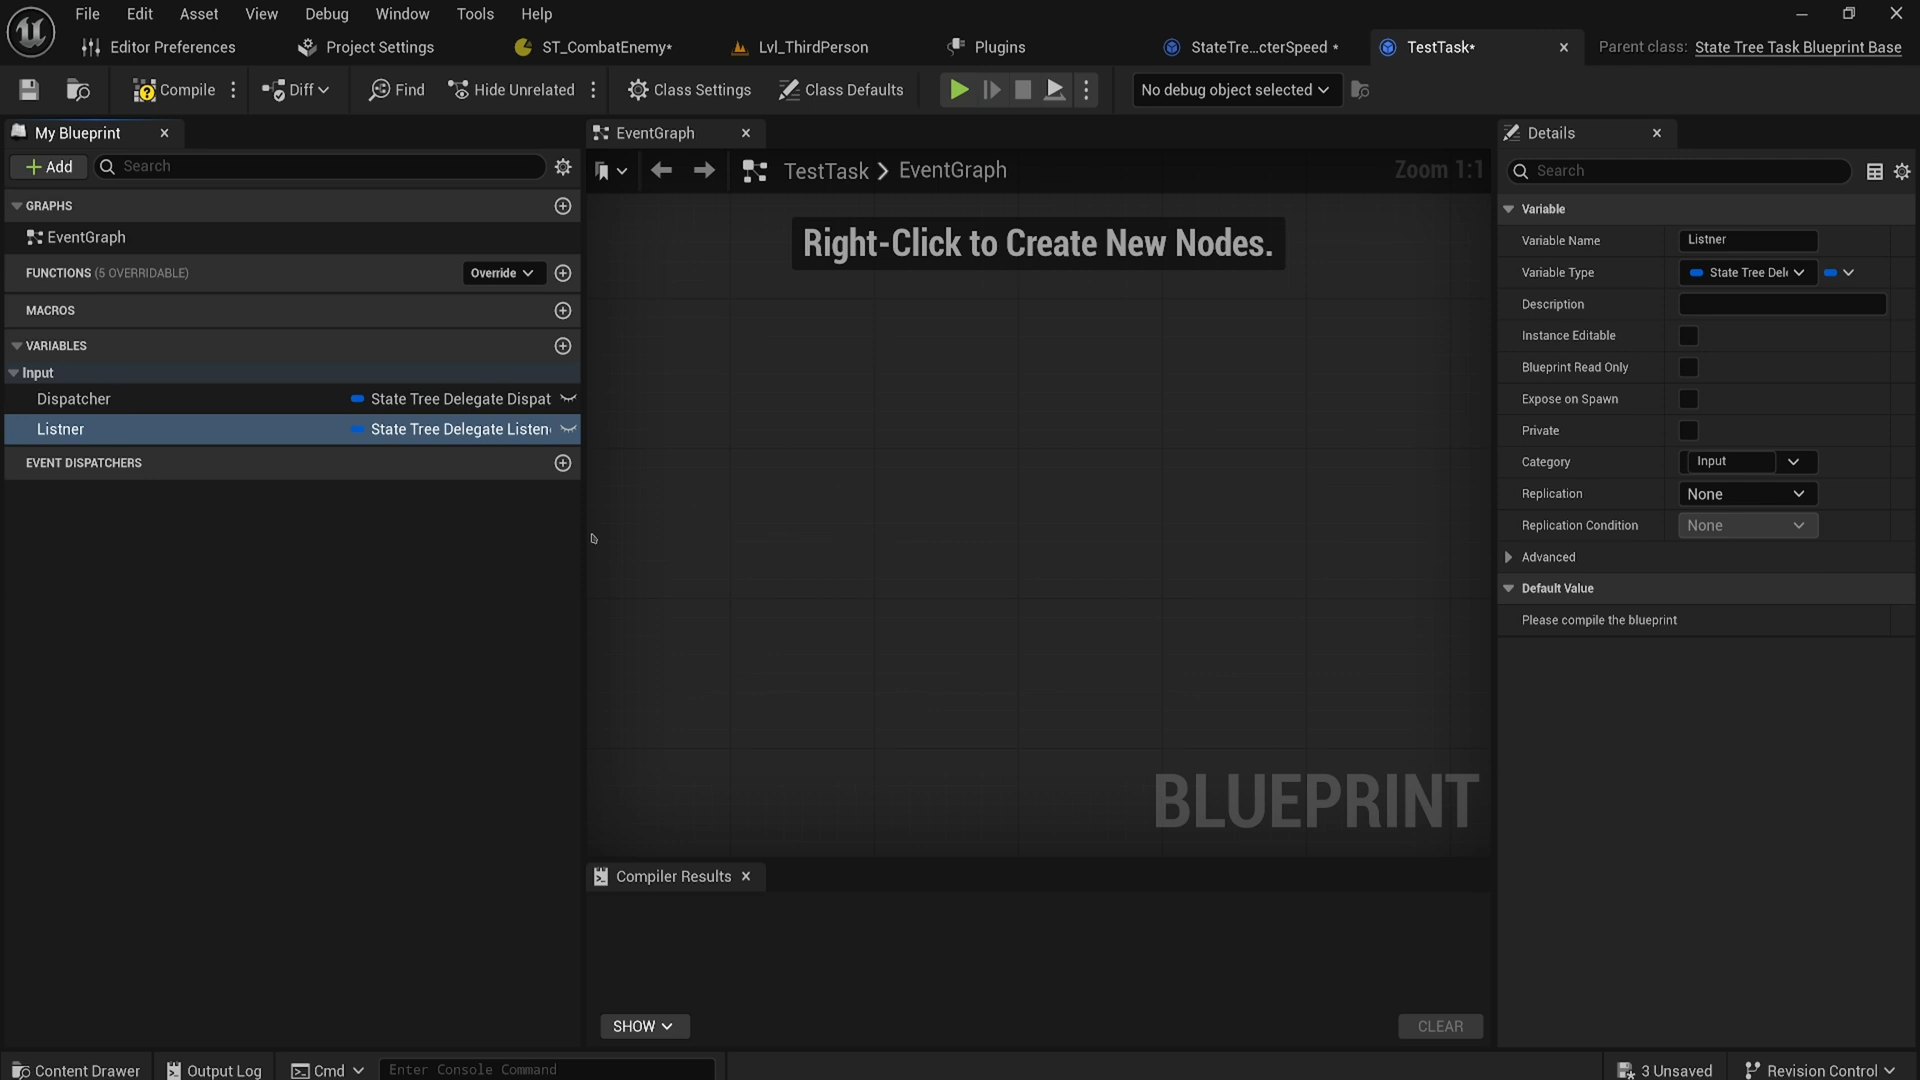 File
Edit
Asset
View
Debug
Window
Tools
Help
Editor Preferences
Project Settings
ST_CombatEnemy*
Lvl_ThirdPerson
Plugins
StateTre...cterSpeed *
TestTask*
Parent class: State Tree Task Blueprint Base
Compile
Diff
Find
Hide Unrelated
Class Settings
Class Defaults
No debug object selected
My Blueprint
Add
Search
GRAPHS
EventGraph
FUNCTIONS (5 OVERRIDABLE)
Override
MACROS
VARIABLES
Input
Dispatcher
State Tree Delegate Dispat
Listner
State Tree Delegate Listen
EVENT DISPATCHERS
EventGraph
TestTask > EventGraph
Zoom 1:1
Right-Click to Create New Nodes.
BLUEPRINT
Compiler Results
SHOW
CLEAR
Details
Search
Variable
Variable Name
Listner
Variable Type
State Tree Del
Description
Instance Editable
Blueprint Read Only
Expose on Spawn
Private
Category
Input
Replication
None
Replication Condition
None
Advanced
Default Value
Please compile the blueprint
Content Drawer
Output Log
Cmd
Enter Console Command
3 Unsaved
Revision Control